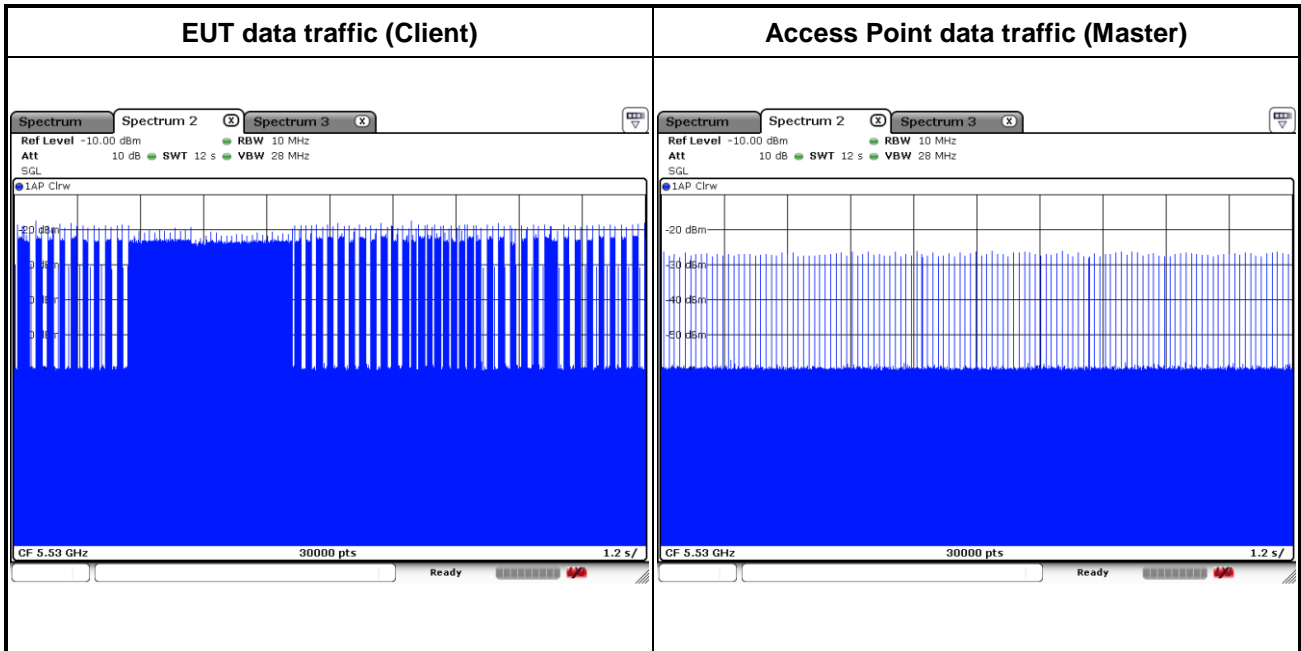 EUT data traffic (Client)
Access Point data traffic (Master)
Spectrum Spectrum 2 X Spectrum 3 X
Ref Level -10.00 dBm RBW 10 MHz
Att 10 dB SWT 12 s VBW 28 MHz
SGL
1AP Clrw
-20 dBm
CF 5.53 GHz 30000 pts 1.2 s/
Ready
Spectrum Spectrum 2 X Spectrum 3 X
Ref Level -10.00 dBm RBW 10 MHz
Att 10 dB SWT 12 s VBW 28 MHz
SGL
1AP Clrw
-20 dBm
-30 dBm
-40 dBm
-50 dBm
CF 5.53 GHz 30000 pts 1.2 s/
Ready